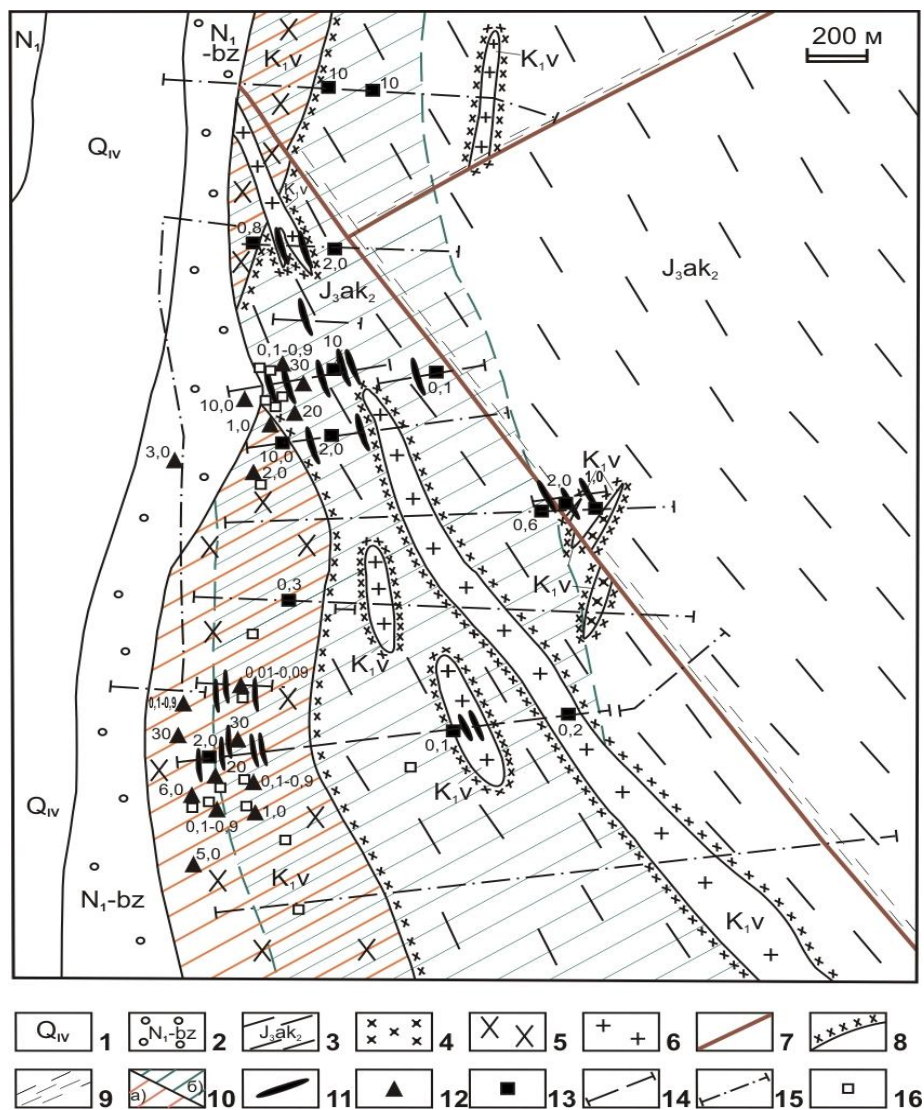 N₁
N₁
-bz
K₁v
K₁v
200 м
10
10
Q_IV
K₁v
0,8
2,0
J₃ak₂
J₃ak₂
0,1-0,9
10
30
0,1
10,0
20
1,0
10,0
2,0
3,0
2,0
K₁v
2,0
1,0
0,6
K₁v
0,3
K₁v
0,01-0,09
0,1-0,9
30
30
2,0
0,1
0,2
20
0,1-0,9
K₁v
6,0
0,1-0,9
1,0
Q_IV
5,0
K₁v
N₁-bz
K₁v
Q_IV 1 N₁-bz 2 J₃ak₂ 3 4 5 6 7 8
9 а) б) 10 11 12 13 14 15 16